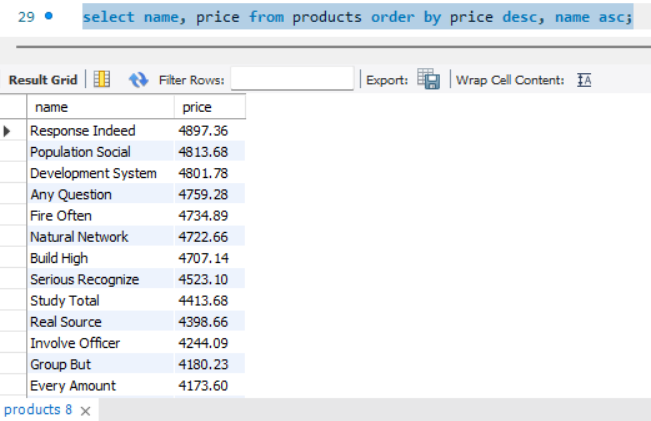 29 select name, price from products order by price desc, name asc;
Result Grid Filter Rows: Export: Wrap Cell Content: IA
name price
Response Indeed 4897.36
Population Social 4813.68
Development System 4801.78
Any Question 4759.28
Fire Often 4734.89
Natural Network 4722.66
Build High 4707.14
Serious Recognize 4523.10
Study Total 4413.68
Real Source 4398.66
Involve Officer 4244.09
Group But 4180.23
Every Amount 4173.60
products 8